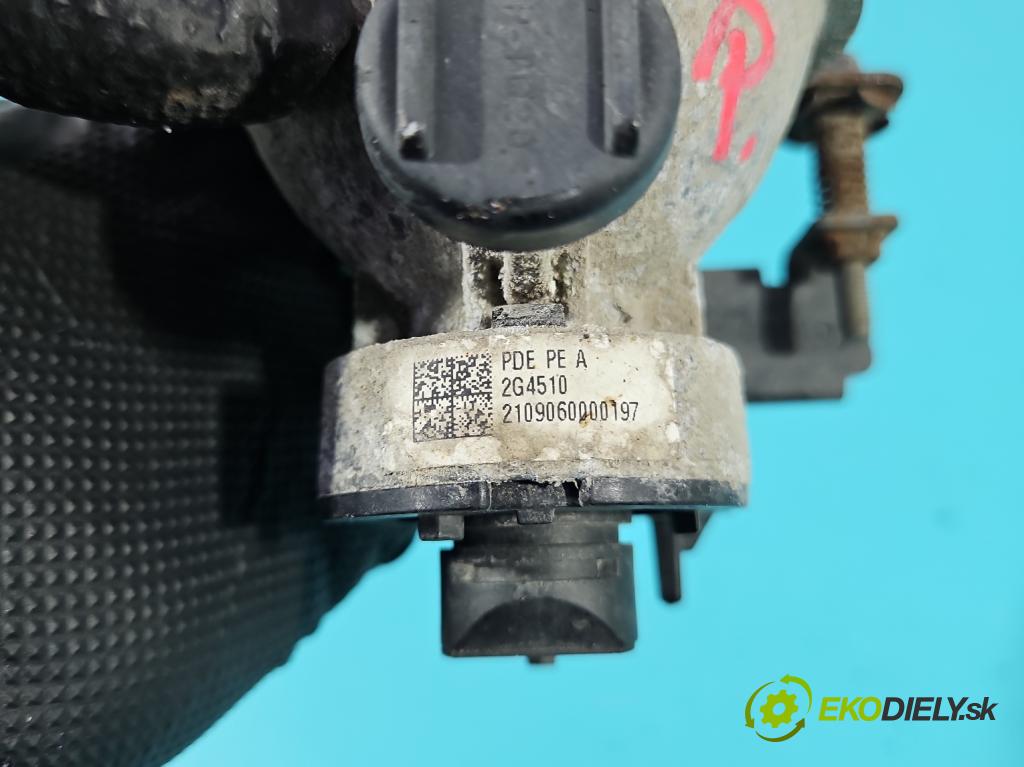 PDE PE A
2G4510
2109060000197
EKODIELY.sk